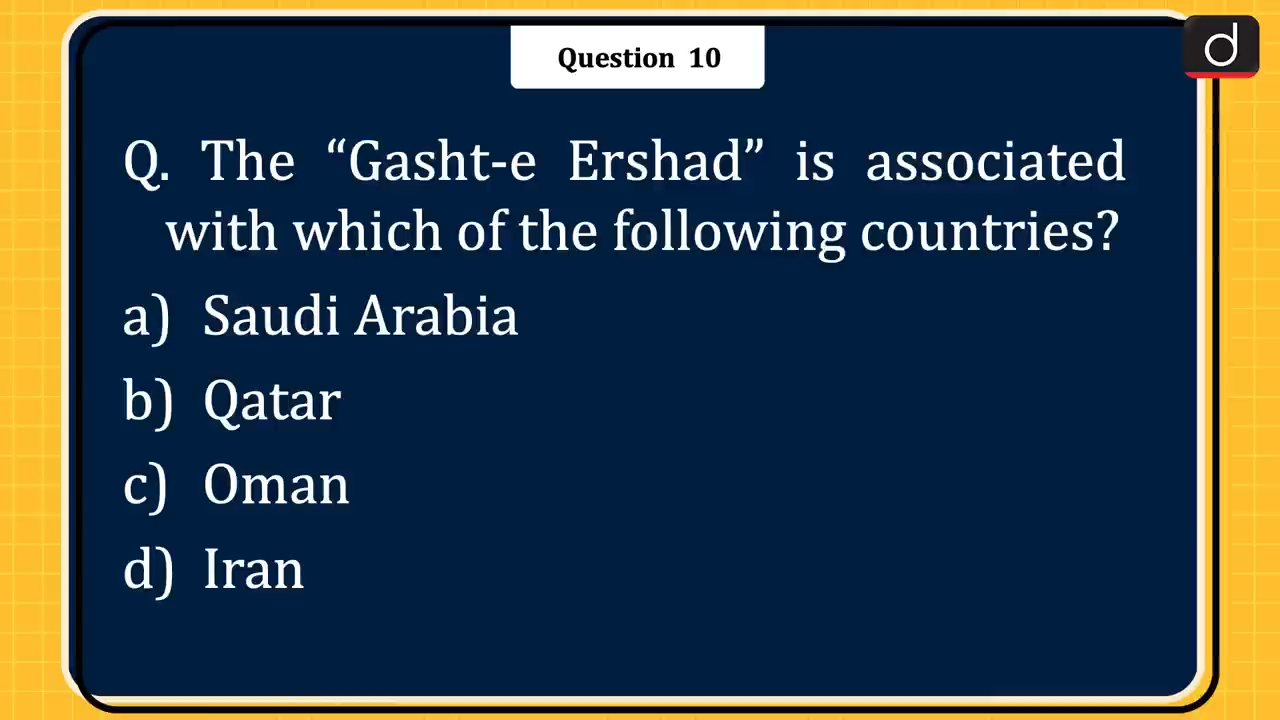 Question 10
d
Q. The “Gasht-e Ershad” is associated
with which of the following countries?
a) Saudi Arabia
b) Qatar
c) Oman
d) Iran